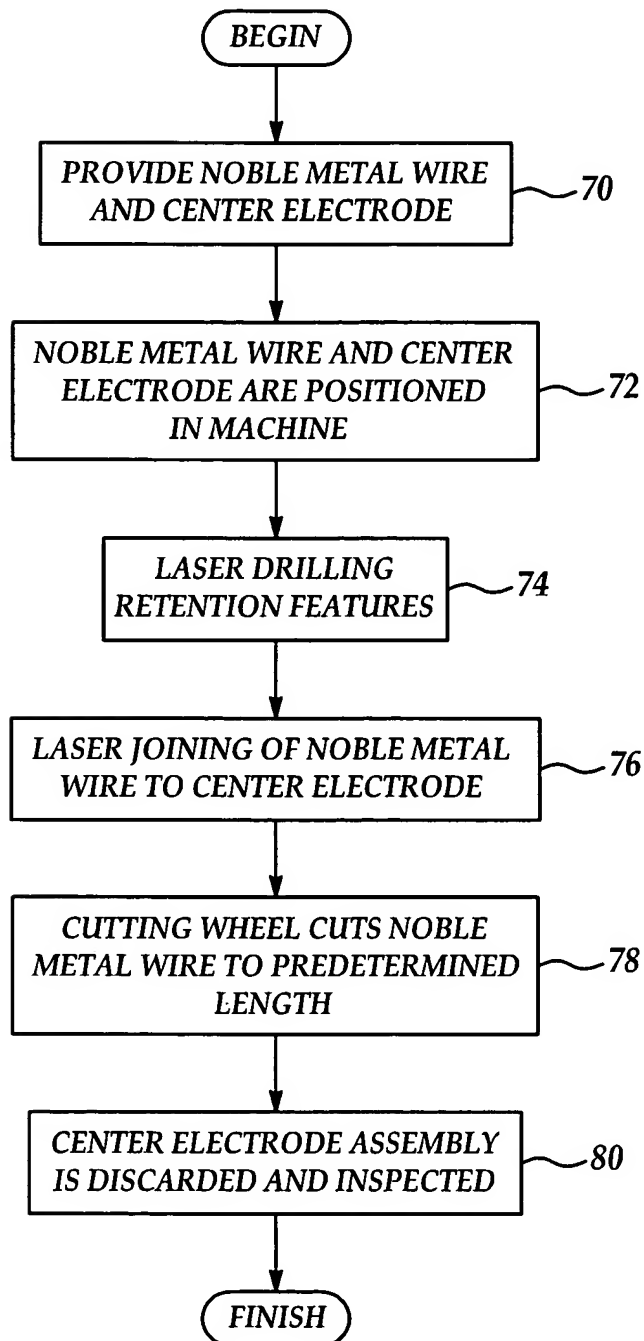 BEGIN
PROVIDE NOBLE METAL WIRE
AND CENTER ELECTRODE
70
NOBLE METAL WIRE AND CENTER
ELECTRODE ARE POSITIONED
IN MACHINE
72
LASER DRILLING
RETENTION FEATURES
74
LASER JOINING OF NOBLE METAL
WIRE TO CENTER ELECTRODE
76
CUTTING WHEEL CUTS NOBLE
METAL WIRE TO PREDETERMINED
LENGTH
78
CENTER ELECTRODE ASSEMBLY
IS DISCARDED AND INSPECTED
80
FINISH